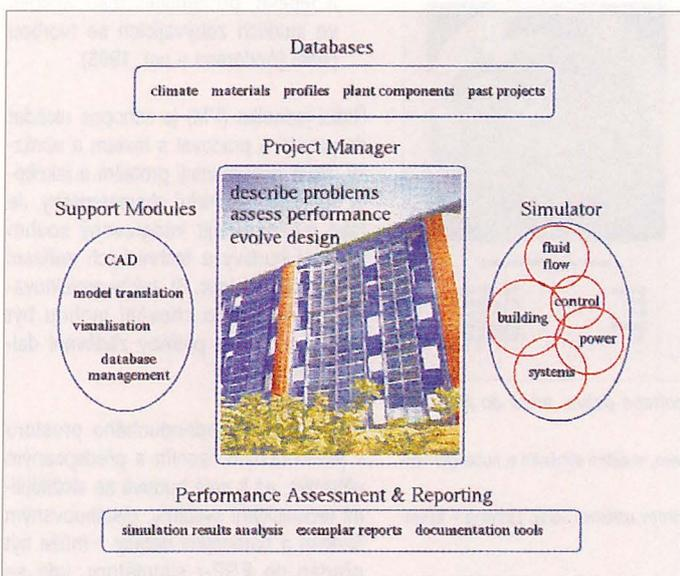 Databases
climate materials profiles plant components past projects
Project Manager
describe problems
assess performance
evolve design
Support Modules
CAD
model translation
visualisation
database
management
Simulator
fluid
flow
control
building
power
systems
Performance Assessment & Reporting
simulation results analysis exemplar reports documentation tools